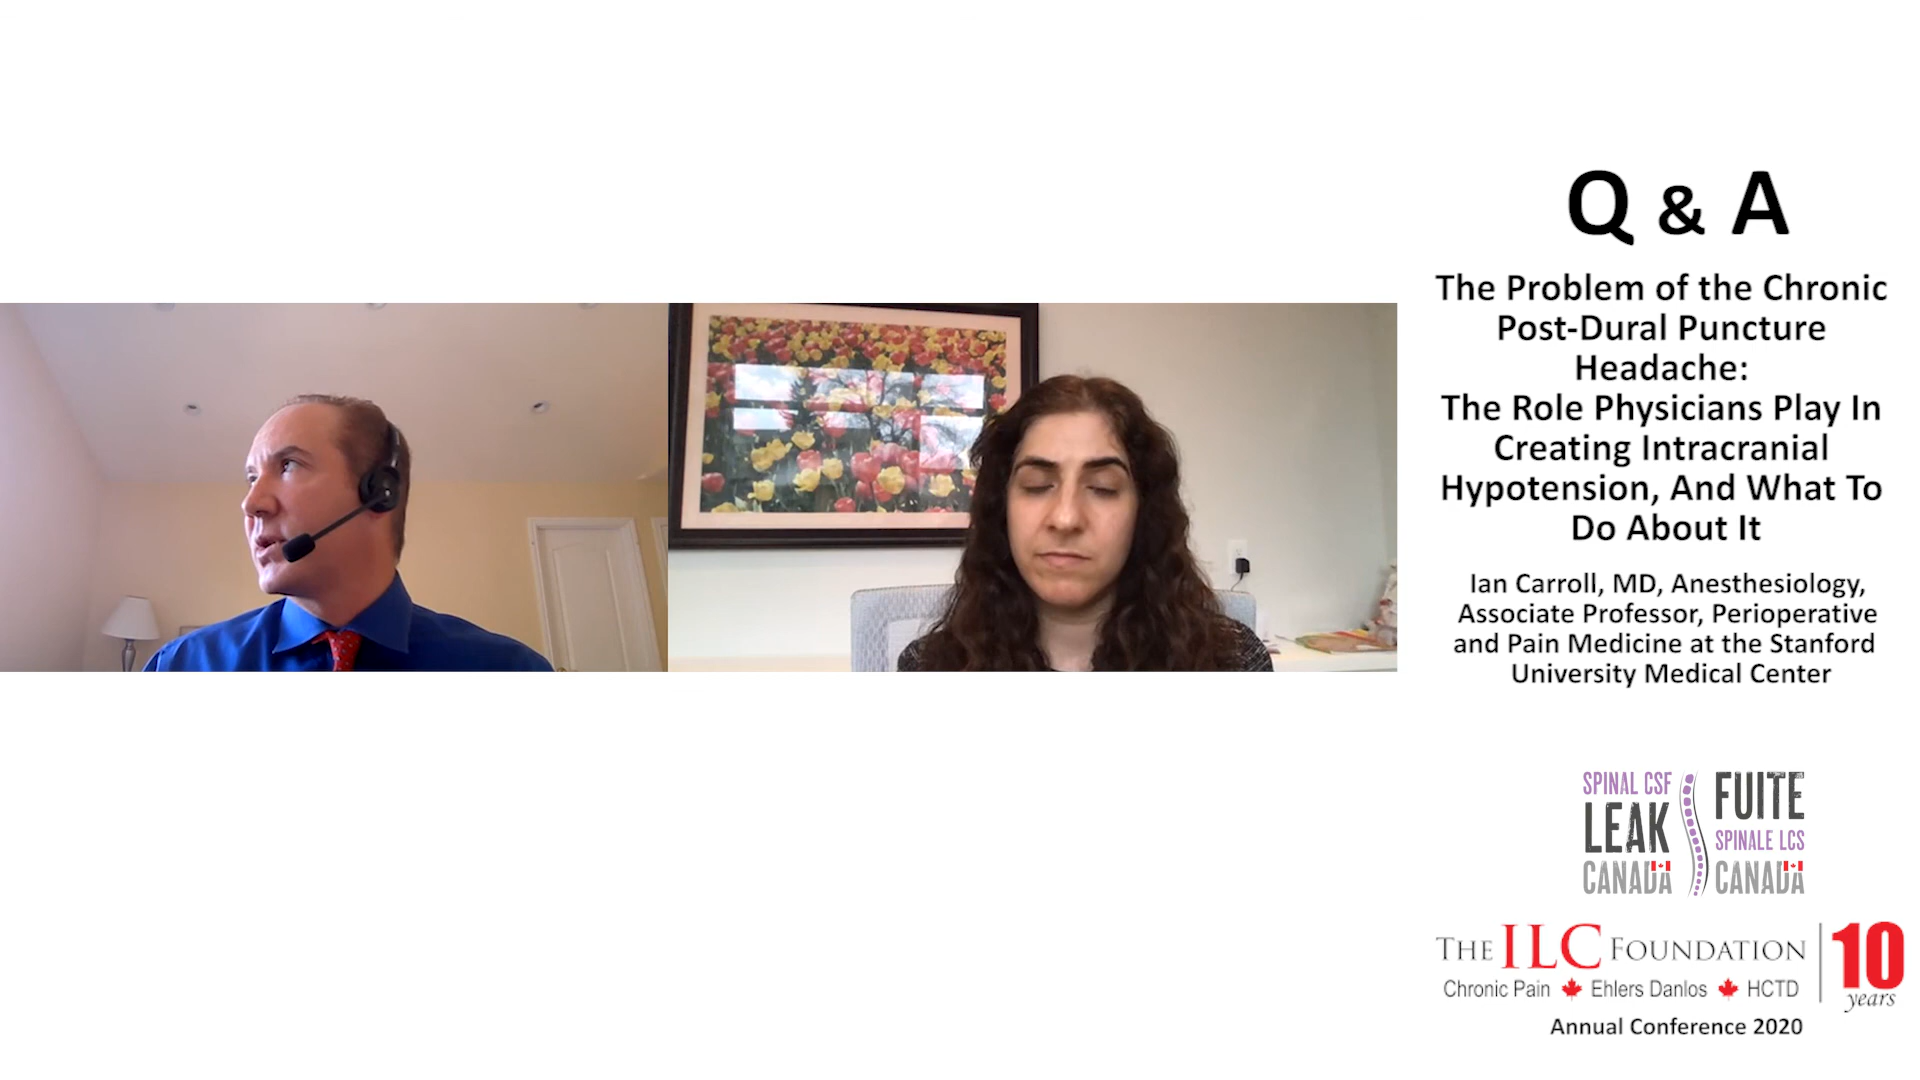 Q & A
The Problem of the Chronic
Post-Dural Puncture
Headache:
The Role Physicians Play In
Creating Intracranial
Hypotension, And What To
Do About It
Ian Carroll, MD, Anesthesiology,
Associate Professor, Perioperative
and Pain Medicine at the Stanford
University Medical Center
SPINAL CSF
LEAK
CANADA
FUITE
SPINALE LCS
CANADA
THE ILC FOUNDATION
Chronic Pain Ehlers Danlos HCTD
10
years
Annual Conference 2020